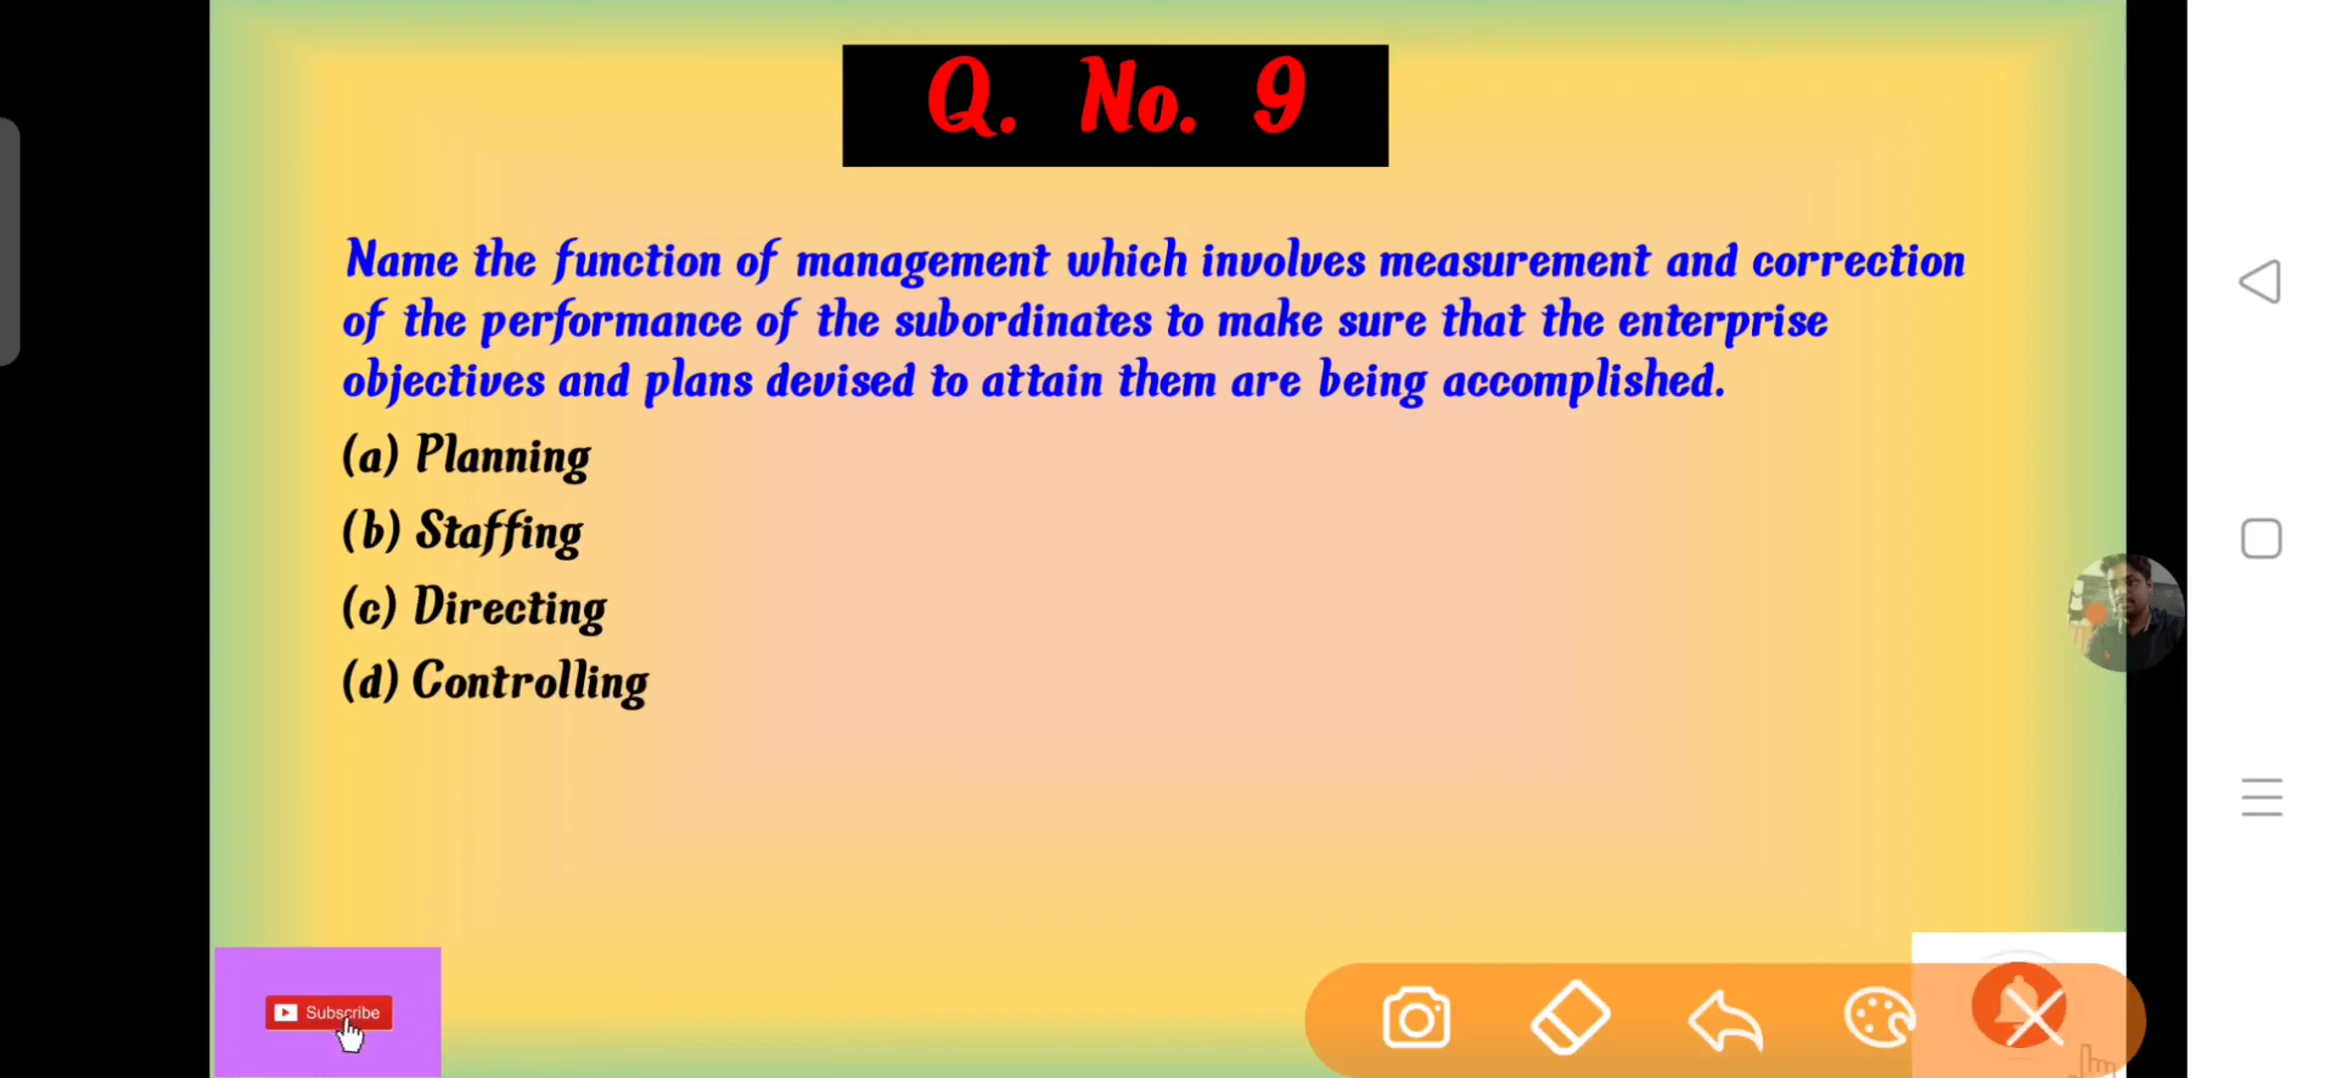 Q. No. 9
Name the function of management which involves measurement and correction
of the performance of the subordinates to make sure that the enterprise
objectives and plans devised to attain them are being accomplished.
(a) Planning
(b) Staffing
(c) Directing
(d) Controlling
Subscribe